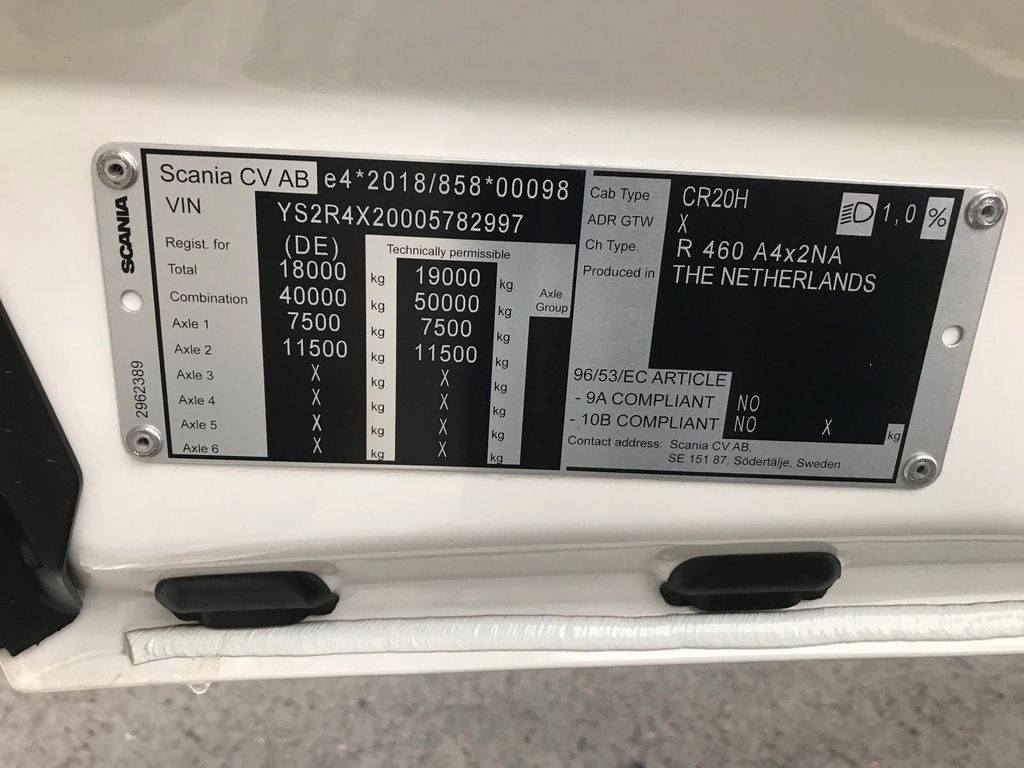 SCANIA
2962389
Scania CV AB e4*2018/858*00098
VIN YS2R4X20005782997
Regist. for (DE) Technically permissible
Total 18000 kg 19000 kg
Combination 40000 kg 50000 kg Axle Group
Axle 1 7500 kg 7500 kg
Axle 2 11500 kg 11500 kg
Axle 3 X kg X kg
Axle 4 X kg X kg
Axle 5 X kg X kg
Axle 6 X kg X kg
Cab Type CR20H 1,0 %
ADR GTW X
Ch Type. R 460 A4x2NA
Produced in THE NETHERLANDS
96/53/EC ARTICLE
- 9A COMPLIANT NO
- 10B COMPLIANT NO X kg
Contact address: Scania CV AB,
SE 151 87, Södertälje, Sweden